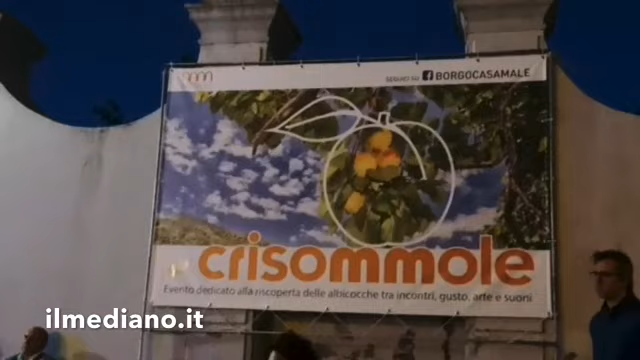 SEGUICI SU f BORGOCASAMALE
crisommole
Evento dedicato alla riscoperta delle albicocche tra incontri, gusto, arte e suoni
ilmediano.it